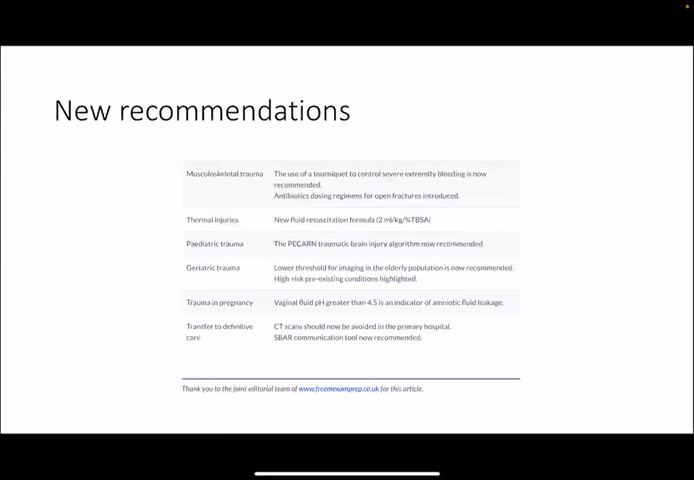 New recommendations
Musculoskeletal trauma The use of a tourniquet to control severe extremity bleeding is now
recommended.
Antibiotics dosing regimens for open fractures introduced.
Thermal injuries New fluid resuscitation formula (2 ml/kg/%TBSA)
Paediatric trauma The PECARN traumatic brain injury algorithm now recommended.
Geriatric trauma Lower threshold for imaging in the elderly population is now recommended.
High-risk pre-existing conditions highlighted.
Trauma in pregnancy Vaginal fluid pH greater than 4.5 is an indicator of amniotic fluid leakage.
Transfer to definitive CT scans should now be avoided in the primary hospital.
care SBAR communication tool now recommended.
Thank you to the joint editorial team of www.frcemexamprep.co.uk for this article.